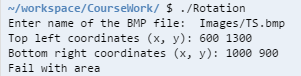 ~/workspace/CourseWork/ $ ./Rotation
Enter name of the BMP file:  Images/TS.bmp
Top left coordinates (x, y): 600 1300
Bottom right coordinates (x, y): 1000 900
Fail with area